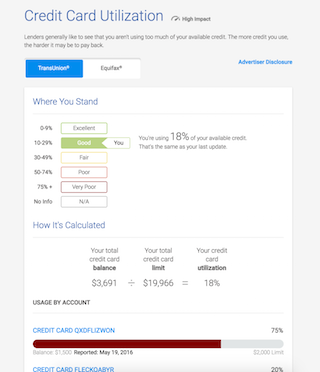 Credit Card Utilization High Impact
Lenders generally like to see that you aren't using too much of your available credit. The more credit you use,
the harder it may be to pay back.
Advertiser Disclosure
TransUnion® Equifax®
Where You Stand
0-9% Excellent
10-29% Good You
30-49% Fair
50-74% Poor
75% + Very Poor
No Info N/A
You're using 18% of your available credit.
That's the same as your last update.
How It's Calculated
Your total Your total Your credit
credit card credit card card
balance limit utilization
$3,691 ÷ $19,966 = 18%
USAGE BY ACCOUNT
CREDIT CARD QXDFLIZWON 75%
Balance: $1,500 Reported: May 19, 2016 $2,000 Limit
CREDIT CARD FLECKDABYR 20%